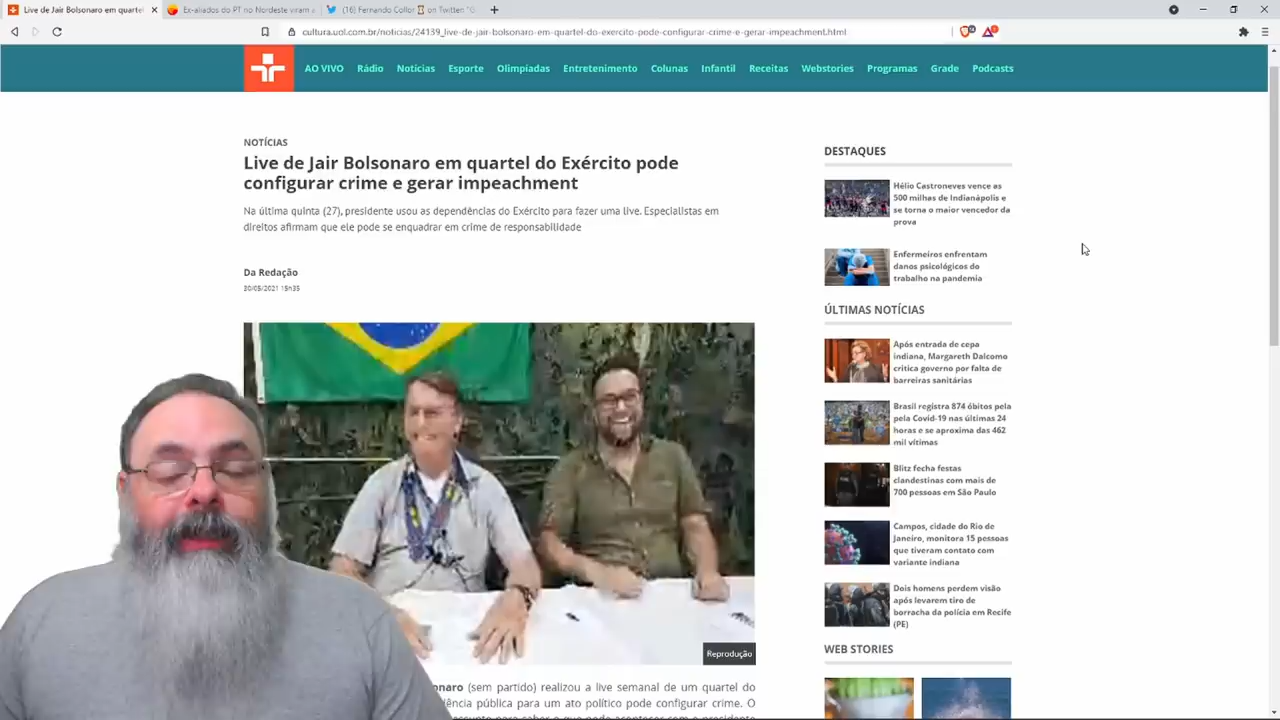 Live de Jair Bolsonaro em quartel
Ex-aliados do PT no Nordeste viram a
(16) Fernando Collor on Twitter: "G
cultura.uol.com.br/noticias/24139_live-de-jair-bolsonaro-em-quartel-do-exercito-pode-configurar-crime-e-gerar-impeachment.html
AO VIVO Rádio Notícias Esporte Olimpíadas Entretenimento Colunas Infantil Receitas Webstories Programas Grade Podcasts
NOTÍCIAS
Live de Jair Bolsonaro em quartel do Exército pode
configurar crime e gerar impeachment
Na última quinta (27), presidente usou as dependências do Exército para fazer uma live. Especialistas em
direitos afirmam que ele pode se enquadrar em crime de responsabilidade
Da Redação
30/05/2021 15h35
Reprodução
onaro (sem partido) realizou a live semanal de um quartel do
ência pública para um ato político pode configurar crime. O
DESTAQUES
Hélio Castroneves vence as
500 milhas de Indianápolis e
se torna o maior vencedor da
prova
Enfermeiros enfrentam
danos psicológicos do
trabalho na pandemia
ÚLTIMAS NOTÍCIAS
Após entrada de cepa
indiana, Margareth Dalcomo
critica governo por falta de
barreiras sanitárias
Brasil registra 874 óbitos pela
pela Covid-19 nas últimas 24
horas e se aproxima das 462
mil vítimas
Blitz fecha festas
clandestinas com mais de
700 pessoas em São Paulo
Campos, cidade do Rio de
Janeiro, monitora 15 pessoas
que tiveram contato com
variante indiana
Dois homens perdem visão
após levarem tiro de
borracha da polícia em Recife
(PE)
WEB STORIES